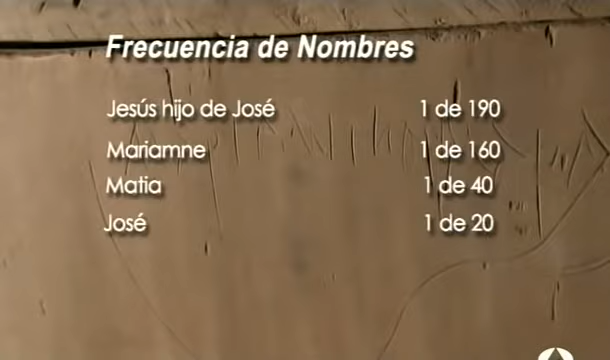 Frecuencia de Nombres
Jesús hijo de José 1 de 190
Mariamne 1 de 160
Matia 1 de 40
José 1 de 20